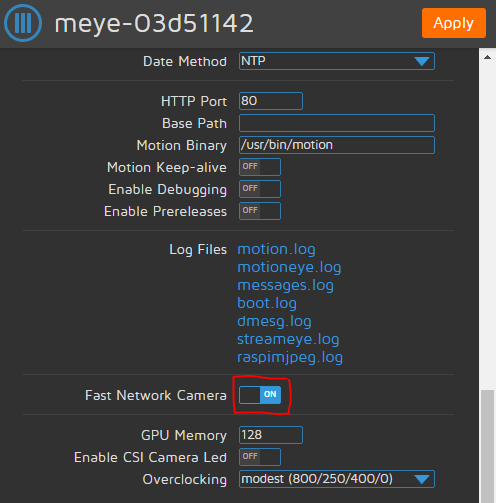 meye-03d51142 Apply
Date Method NTP
HTTP Port 80
Base Path
Motion Binary /usr/bin/motion
Motion Keep-alive OFF
Enable Debugging OFF
Enable Prereleases OFF
Log Files motion.log
motioneye.log
messages.log
boot.log
dmesg.log
streameye.log
raspimjpeg.log
Fast Network Camera ON
GPU Memory 128
Enable CSI Camera Led OFF
Overclocking modest (800/250/400/0)